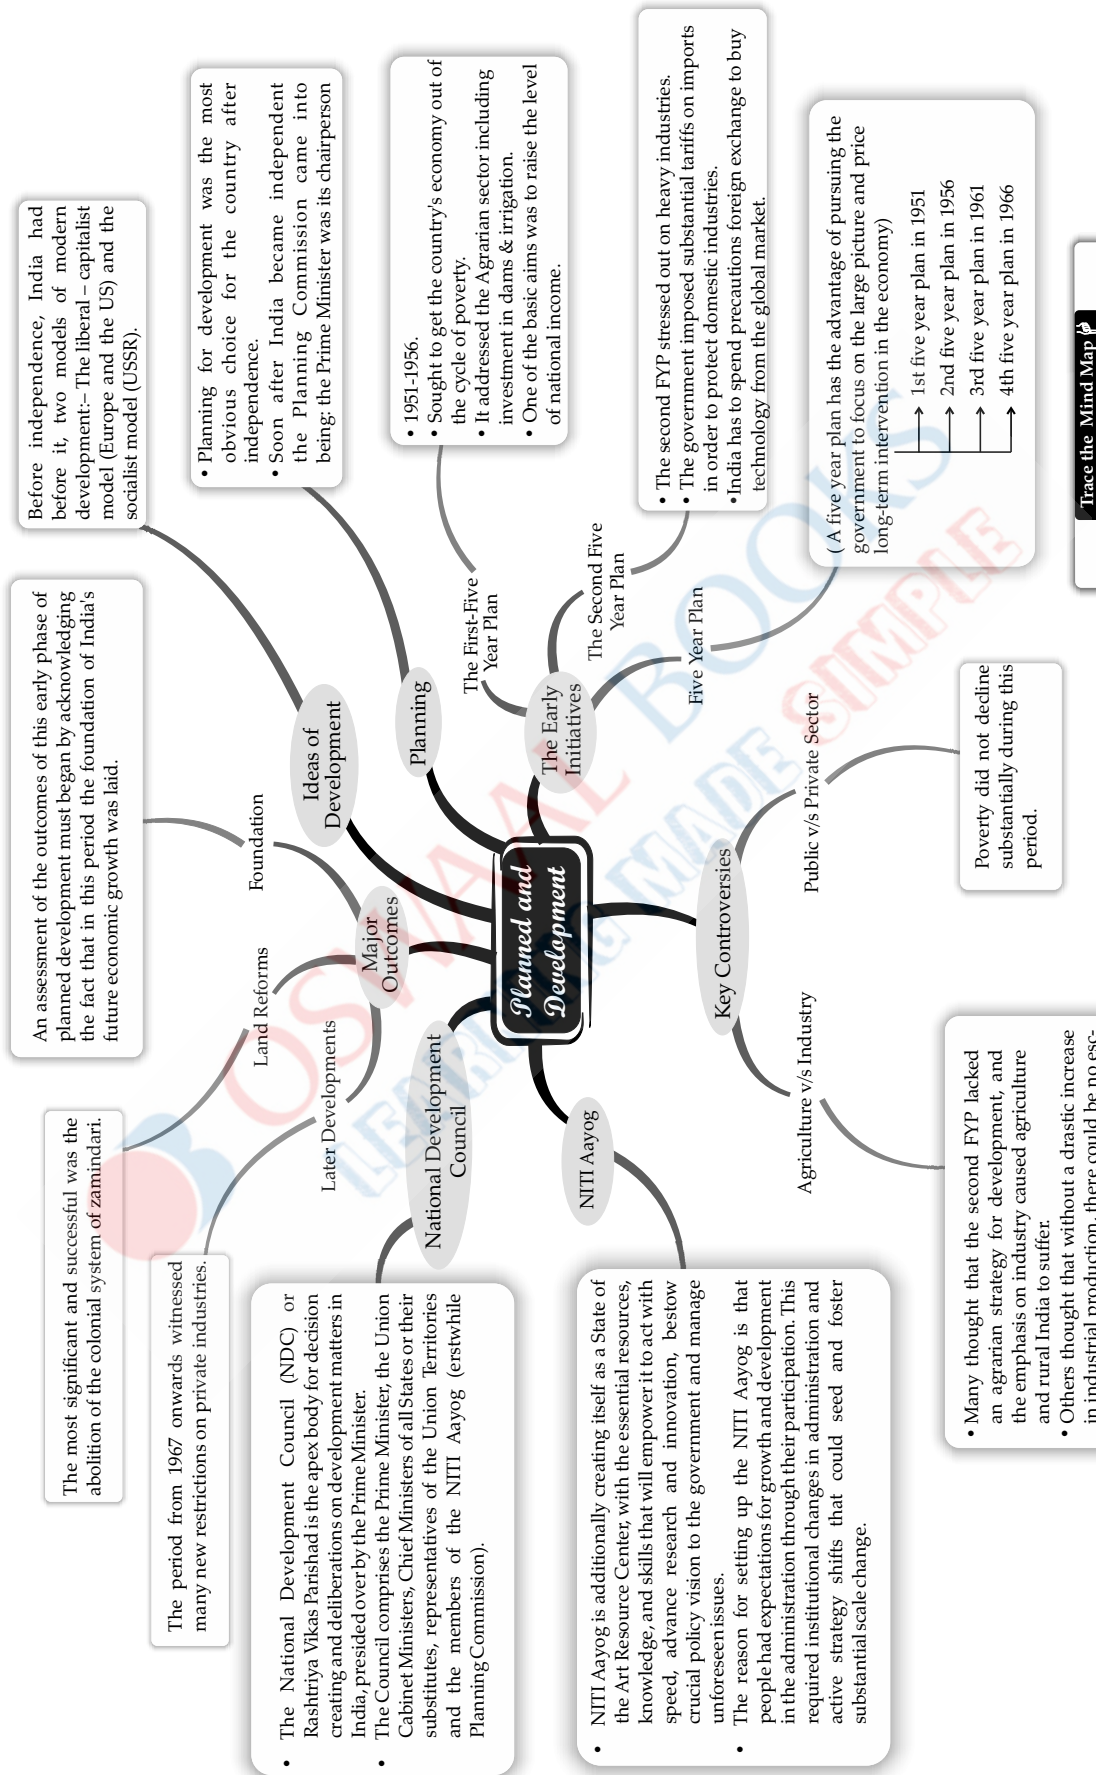 Planned and
Development
Ideas of
Development
Before independence, India had
before it, two models of modern
development:– The liberal – capitalist
model (Europe and the US) and the
socialist model (USSR).
Planning
• Planning for development was the most
obvious choice for the country after
independence.
• Soon after India became independent
the Planning Commission came into
being: the Prime Minister was its chairperson
The Early
Initiatives
The First-Five
Year Plan
• 1951-1956.
• Sought to get the country's economy out of
the cycle of poverty.
• It addressed the Agrarian sector including
investment in dams & irrigation.
• One of the basic aims was to raise the level
of national income.
The Second Five
Year Plan
• The second FYP stressed out on heavy industries.
• The government imposed substantial tariffs on imports
in order to protect domestic industries.
• India has to spend precautions foreign exchange to buy
technology from the global market.
Five Year Plan
( A five year plan has the advantage of pursuing the
government to focus on the large picture and price
long-term intervention in the economy)
1st five year plan in 1951
2nd five year plan in 1956
3rd five year plan in 1961
4th five year plan in 1966
Key Controversies
Public v/s Private Sector
Poverty did not decline
substantially during this
period.
Agriculture v/s Industry
• Many thought that the second FYP lacked
an agrarian strategy for development, and
the emphasis on industry caused agriculture
and rural India to suffer.
• Others thought that without a drastic increase
in industrial production, there could be no esc-
NITI Aayog
• NITI Aayog is additionally creating itself as a State of
the Art Resource Center, with the essential resources,
knowledge, and skills that will empower it to act with
speed, advance research and innovation, bestow
crucial policy vision to the government and manage
unforeseen issues.
• The reason for setting up the NITI Aayog is that
people had expectations for growth and development
in the administration through their participation. This
required institutional changes in administration and
active strategy shifts that could seed and foster
substantial scale change.
National Development
Council
• The National Development Council (NDC) or
Rashtriya Vikas Parishad is the apex body for decision
creating and deliberations on development matters in
India, presided over by the Prime Minister.
• The Council comprises the Prime Minister, the Union
Cabinet Ministers, Chief Ministers of all States or their
substitutes, representatives of the Union Territories
and the members of the NITI Aayog (erstwhile
Planning Commission).
Major
Outcomes
Foundation
An assessment of the outcomes of this early phase of
planned development must began by acknowledging
the fact that in this period the foundation of India's
future economic growth was laid.
Land Reforms
The most significant and successful was the
abolition of the colonial system of zamindari.
Later Developments
The period from 1967 onwards witnessed
many new restrictions on private industries.
Trace the Mind Map
OSWAAL BOOKS
LEARNING MADE SIMPLE